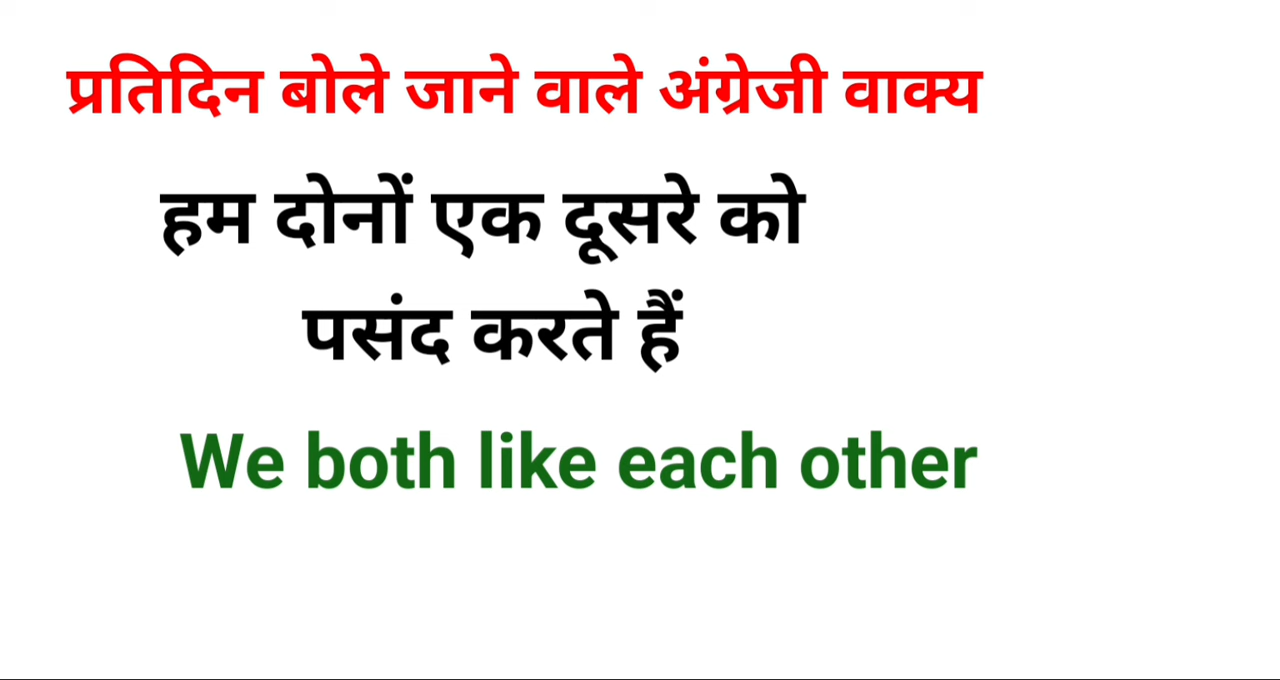 प्रतिदिन बोले जाने वाले अंग्रेजी वाक्य
हम दोनों एक दूसरे को
पसंद करते हैं
We both like each other